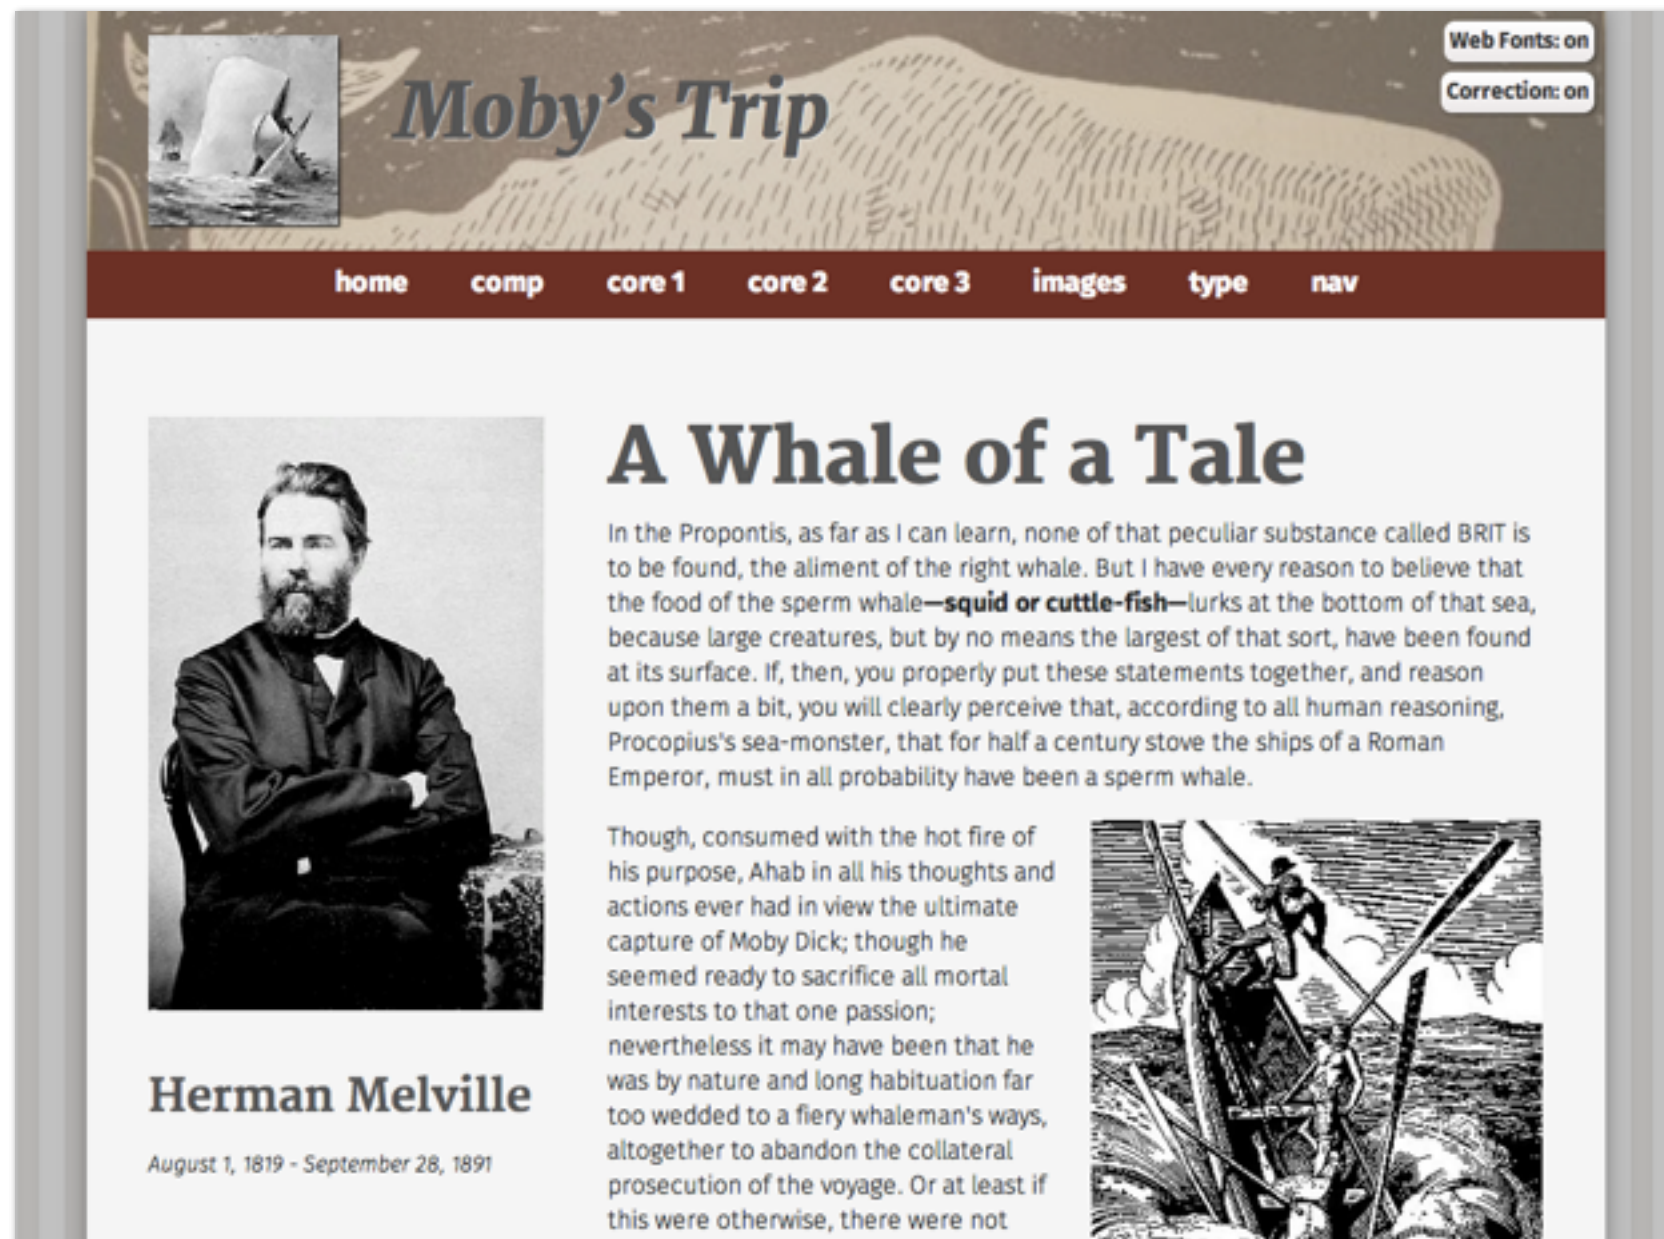 Web Fonts: on
Correction: on
Moby’s Trip
home comp core 1 core 2 core 3 images type nav
A Whale of a Tale
In the Propontis, as far as I can learn, none of that peculiar substance called BRIT is
to be found, the aliment of the right whale. But I have every reason to believe that
the food of the sperm whale—squid or cuttle-fish—lurks at the bottom of that sea,
because large creatures, but by no means the largest of that sort, have been found
at its surface. If, then, you properly put these statements together, and reason
upon them a bit, you will clearly perceive that, according to all human reasoning,
Procopius's sea-monster, that for half a century stove the ships of a Roman
Emperor, must in all probability have been a sperm whale.
Though, consumed with the hot fire of
his purpose, Ahab in all his thoughts and
actions ever had in view the ultimate
capture of Moby Dick; though he
seemed ready to sacrifice all mortal
interests to that one passion;
nevertheless it may have been that he
was by nature and long habituation far
too wedded to a fiery whaleman's ways,
altogether to abandon the collateral
prosecution of the voyage. Or at least if
this were otherwise, there were not
Herman Melville
August 1, 1819 - September 28, 1891